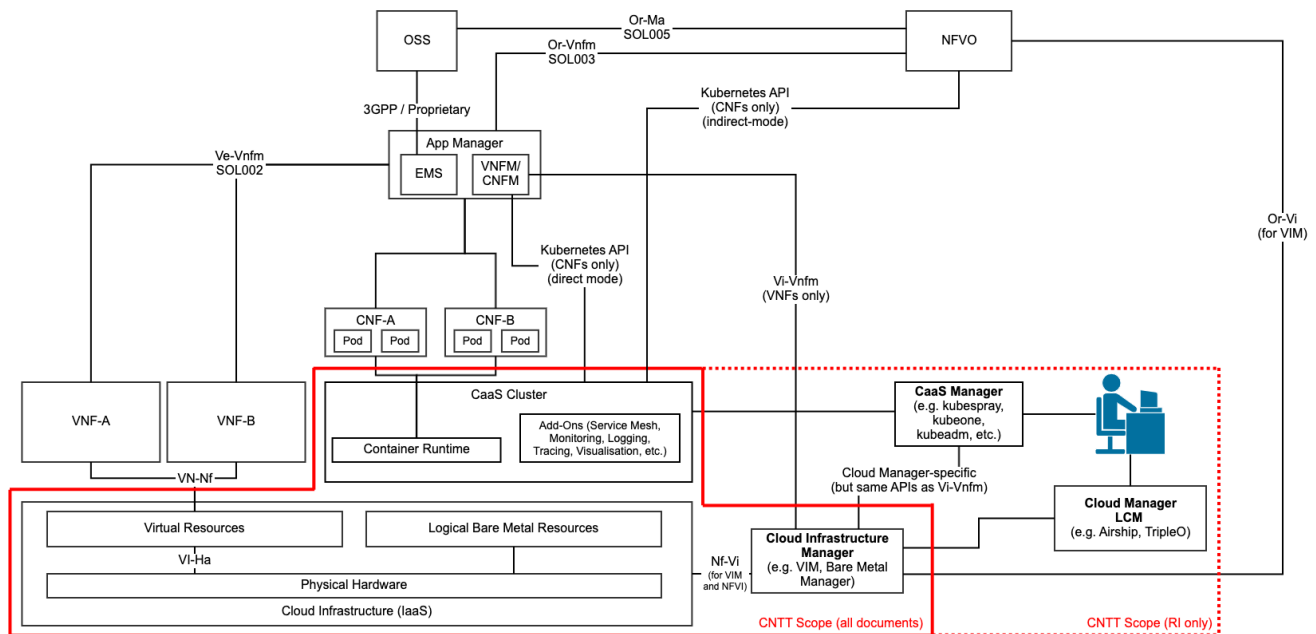 Or-Ma
SOL005
OSS
NFVO
Or-Vnfm
SOL003
Kubernetes API
(CNFs only)
(indirect-mode)
3GPP / Proprietary
App Manager
EMS
VNFM/
CNFM
Ve-Vnfm
SOL002
Or-Vi
(for VIM)
Kubernetes API
(CNFs only)
(direct mode)
Vi-Vnfm
(VNFs only)
CNF-A
Pod
Pod
CNF-B
Pod
Pod
VNF-A
VNF-B
CaaS Cluster
Container Runtime
Add-Ons (Service Mesh,
Monitoring, Logging,
Tracing, Visualisation, etc.)
CaaS Manager
(e.g. kubespray,
kubeone,
kubeadm, etc.)
VN-Nf
Cloud Manager-specific
(but same APIs as Vi-Vnfm)
Cloud Manager
LCM
(e.g. Airship, TripleO)
Virtual Resources
Logical Bare Metal Resources
VI-Ha
Physical Hardware
Cloud Infrastructure (IaaS)
Nf-Vi
(for VIM
and NFVI)
Cloud Infrastructure
Manager
(e.g. VIM, Bare Metal
Manager)
CNTT Scope (all documents)
CNTT Scope (RI only)